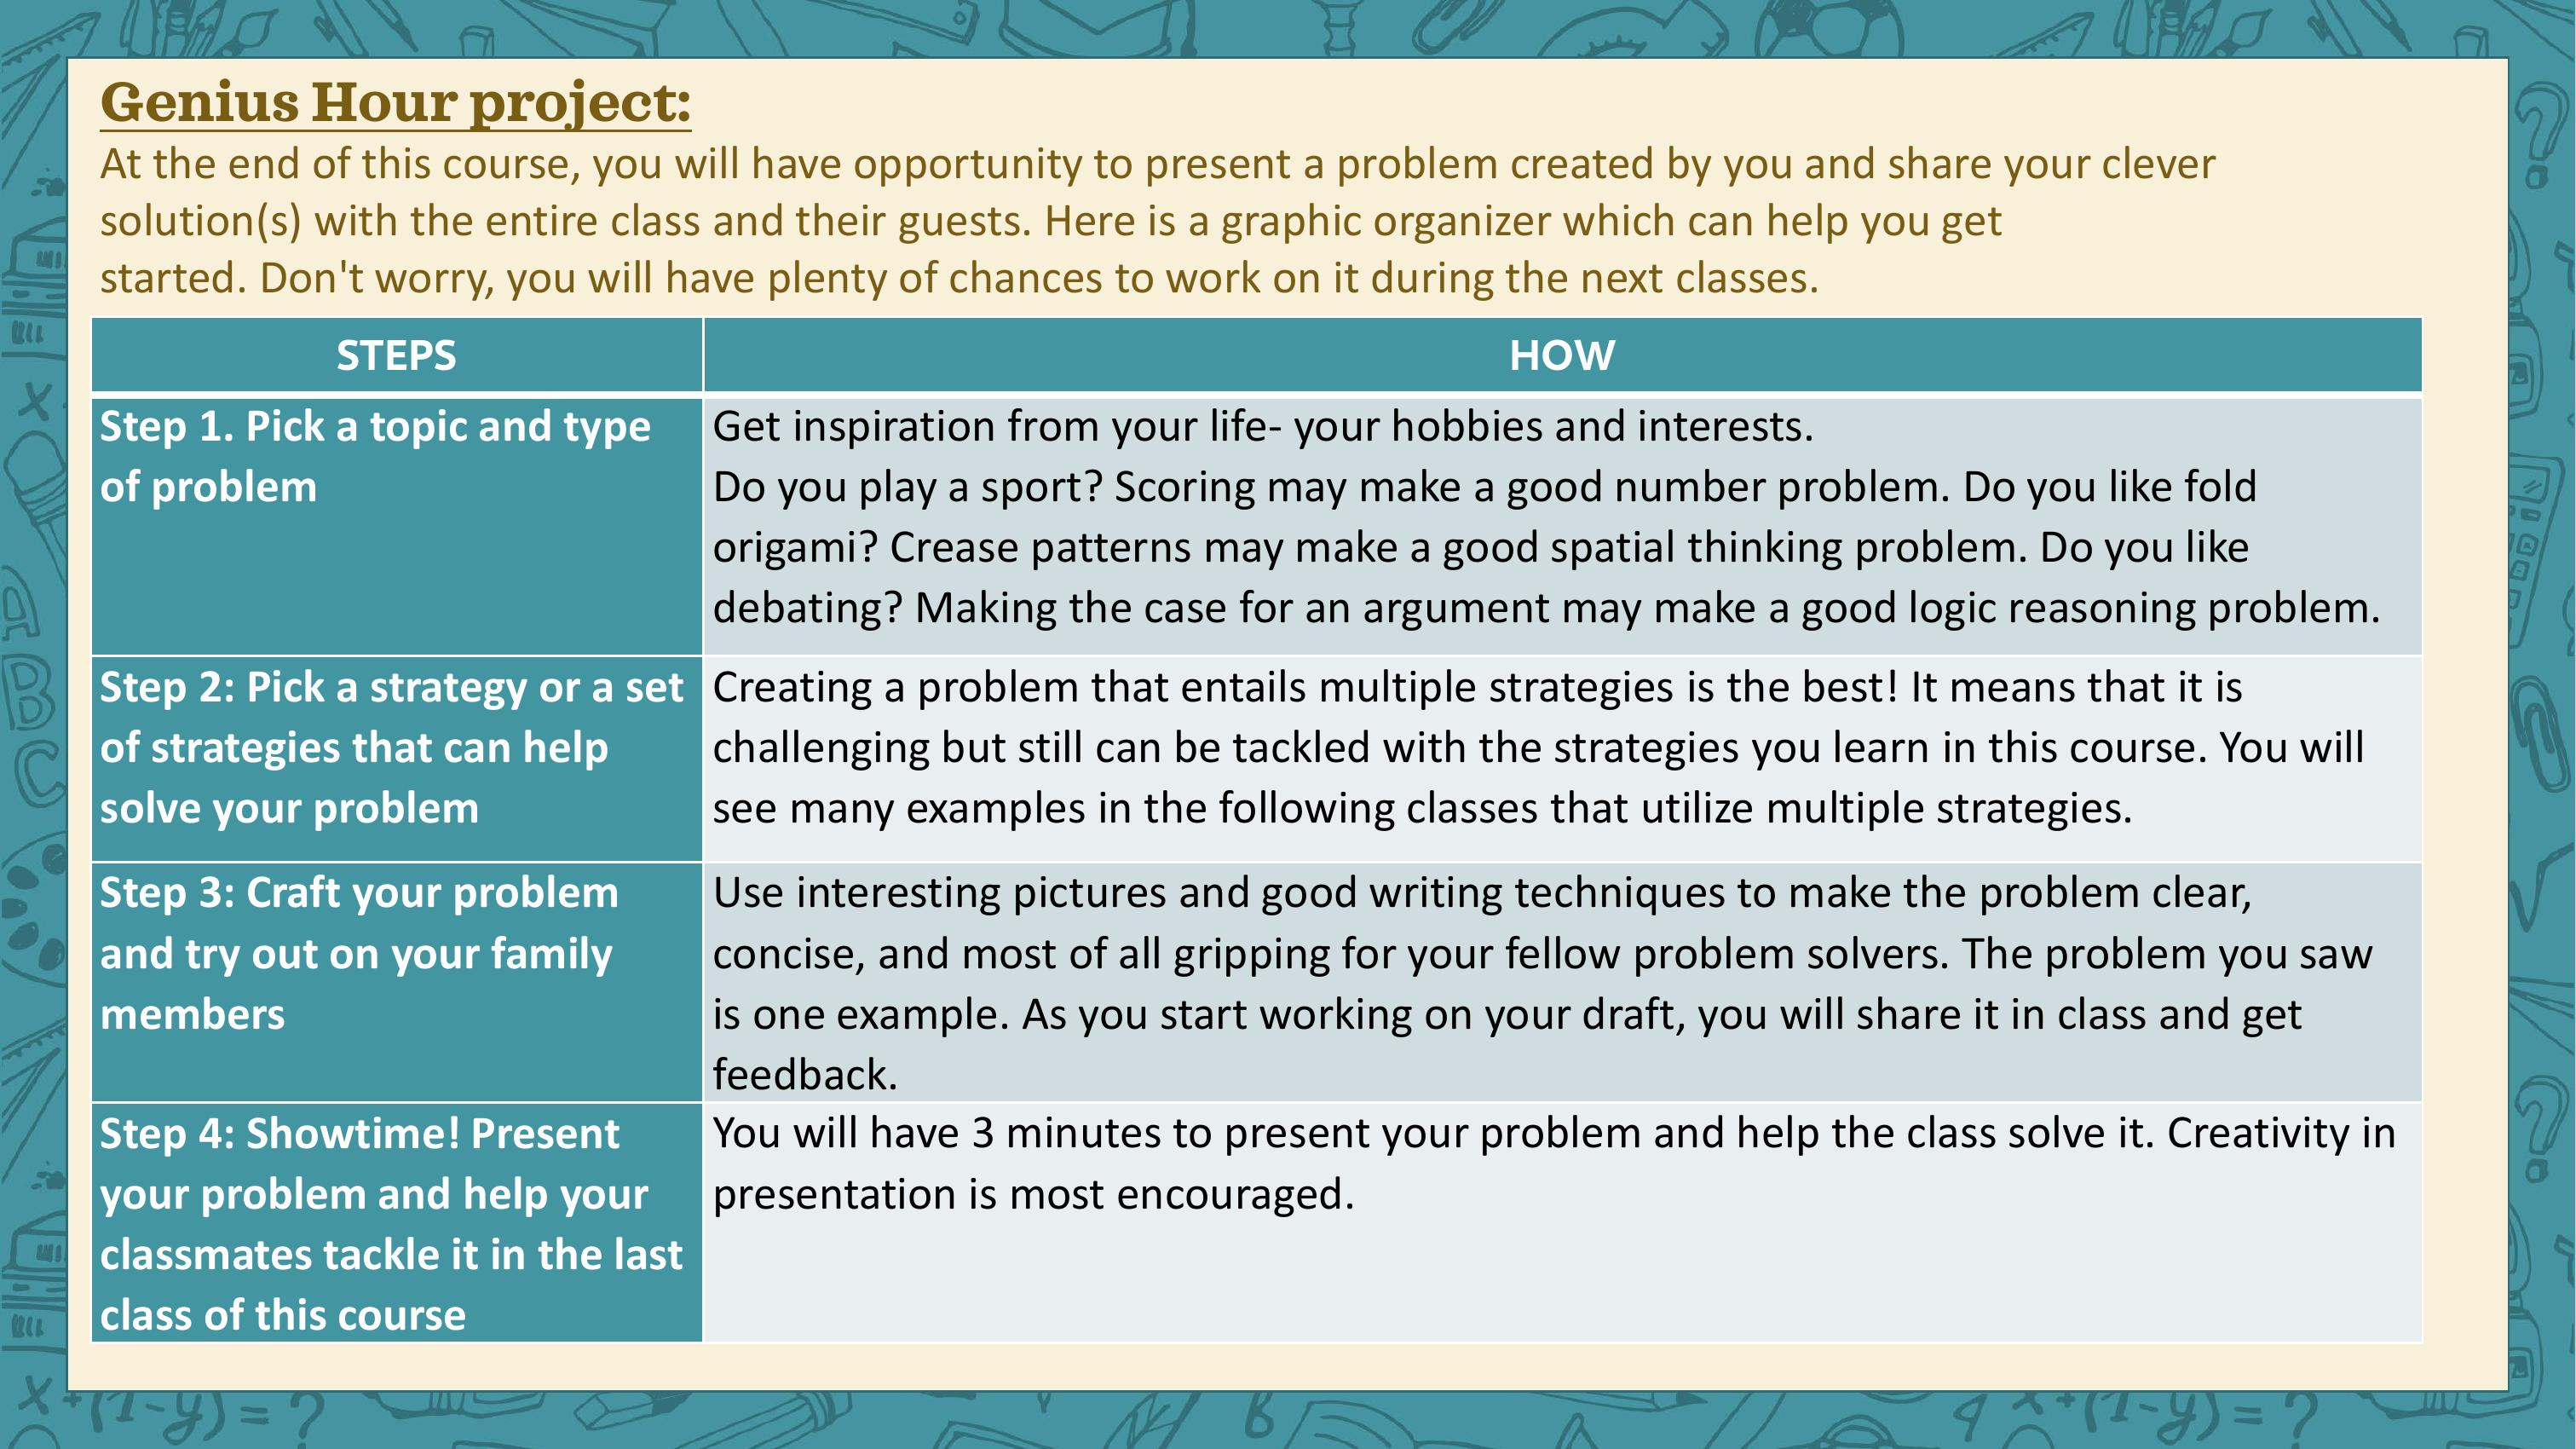 Genius Hour project:
At the end of this course, you will have opportunity to present a problem created by you and share your clever
solution(s) with the entire class and their guests. Here is a graphic organizer which can help you get
started. Don't worry, you will have plenty of chances to work on it during the next classes.
STEPS
HOW
Step 1. Pick a topic and type
of problem
Get inspiration from your life- your hobbies and interests.
Do you play a sport? Scoring may make a good number problem. Do you like fold
origami? Crease patterns may make a good spatial thinking problem. Do you like
debating? Making the case for an argument may make a good logic reasoning problem.
Step 2: Pick a strategy or a set
of strategies that can help
solve your problem
Creating a problem that entails multiple strategies is the best! It means that it is
challenging but still can be tackled with the strategies you learn in this course. You will
see many examples in the following classes that utilize multiple strategies.
Step 3: Craft your problem
and try out on your family
members
Use interesting pictures and good writing techniques to make the problem clear,
concise, and most of all gripping for your fellow problem solvers. The problem you saw
is one example. As you start working on your draft, you will share it in class and get
feedback.
Step 4: Showtime! Present
your problem and help your
classmates tackle it in the last
class of this course
You will have 3 minutes to present your problem and help the class solve it. Creativity in
presentation is most encouraged.
A
B
C
x+(1-y)=?
x+(1-y)=?